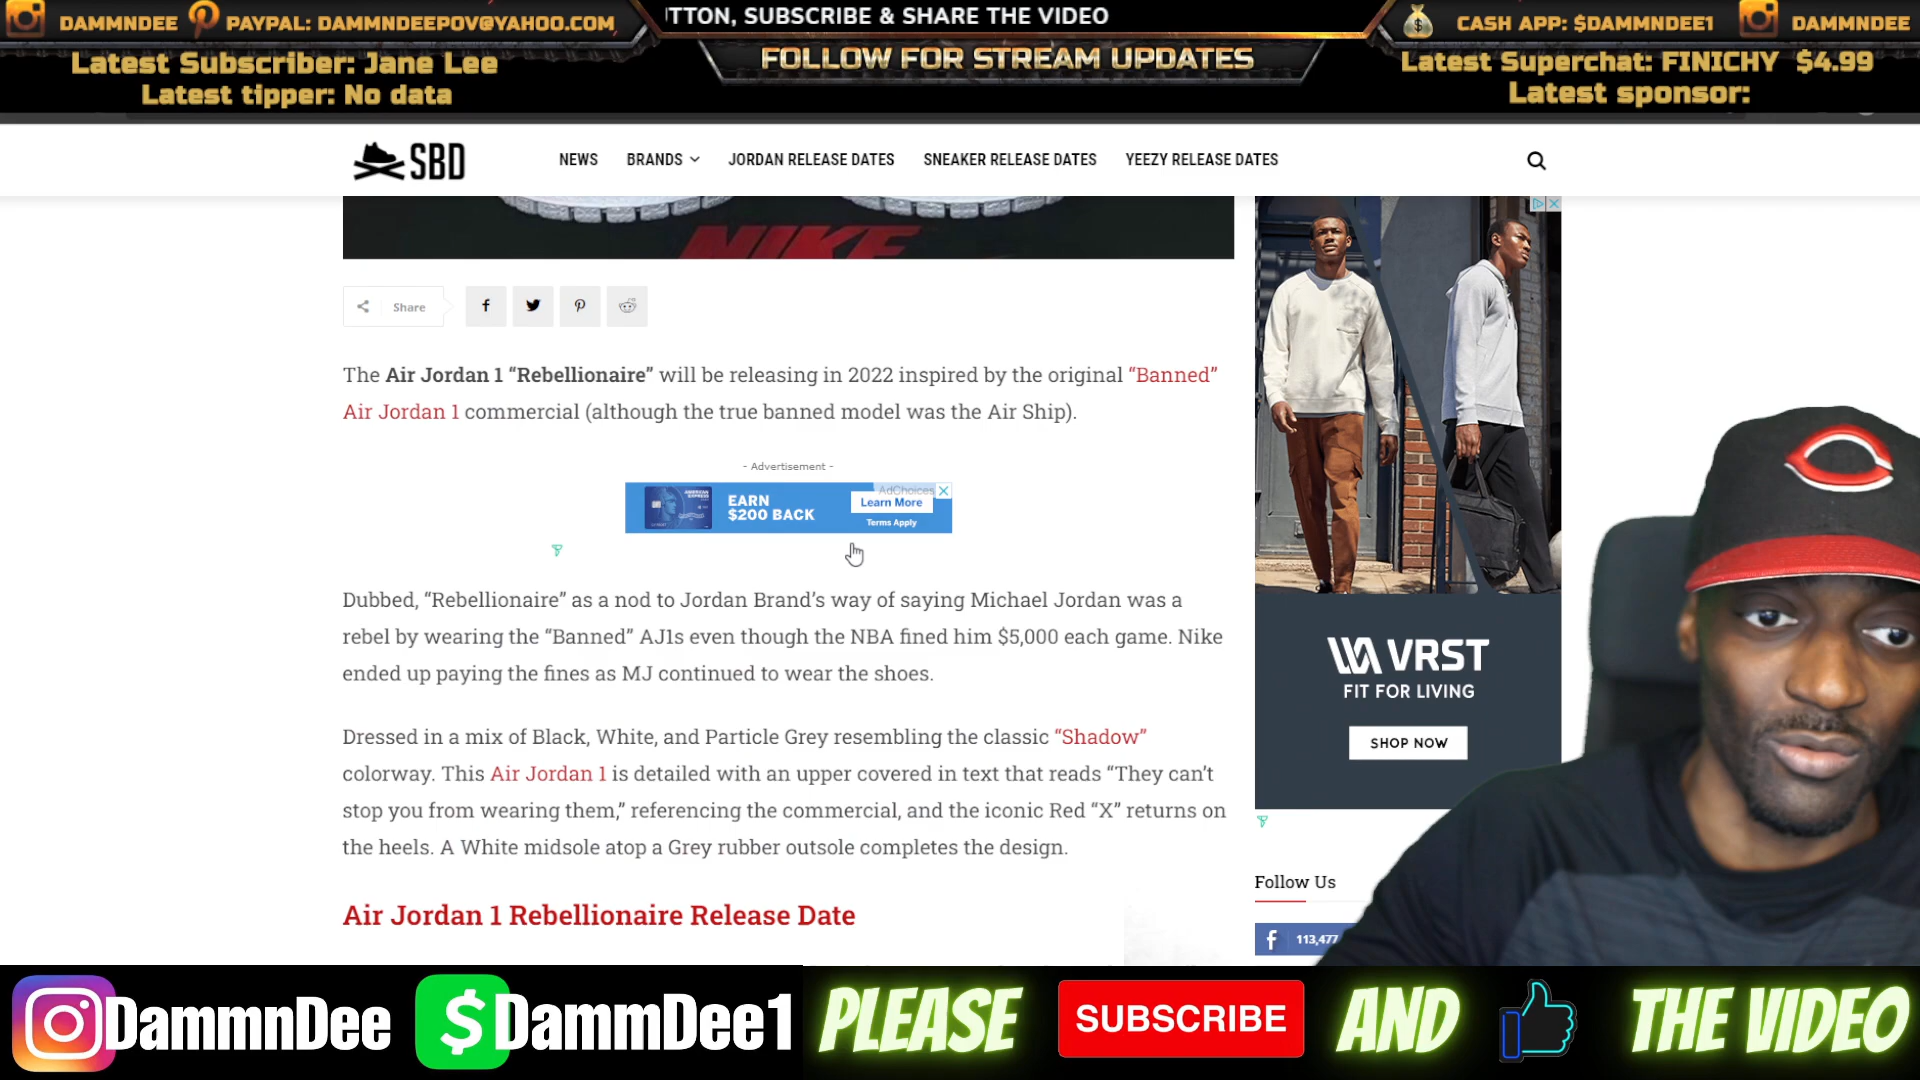 DAMMNDEE PAYPAL: DAMMNDEEPOV@YAHOO.COM
TTON, SUBSCRIBE & SHARE THE VIDEO
CASH APP: $DAMMNDEE1 DAMMNDEE
Latest Subscriber: Jane Lee
FOLLOW FOR STREAM UPDATES
Latest Superchat: FINICHY $4.99
Latest tipper: No data
Latest sponsor:
SBD
NEWS BRANDS JORDAN RELEASE DATES SNEAKER RELEASE DATES YEEZY RELEASE DATES
NIKE
Share
The Air Jordan 1 “Rebellionaire” will be releasing in 2022 inspired by the original “Banned”
Air Jordan 1 commercial (although the true banned model was the Air Ship).
- Advertisement -
AMERICAN EXPRESS
EARN
$200 BACK
AdChoices
Learn More
Terms Apply
Dubbed, “Rebellionaire” as a nod to Jordan Brand’s way of saying Michael Jordan was a
rebel by wearing the “Banned” AJ1s even though the NBA fined him $5,000 each game. Nike
ended up paying the fines as MJ continued to wear the shoes.
Dressed in a mix of Black, White, and Particle Grey resembling the classic “Shadow”
colorway. This Air Jordan 1 is detailed with an upper covered in text that reads “They can’t
stop you from wearing them,” referencing the commercial, and the iconic Red “X” returns on
the heels. A White midsole atop a Grey rubber outsole completes the design.
Air Jordan 1 Rebellionaire Release Date
VRST
FIT FOR LIVING
SHOP NOW
Follow Us
113,477
DammnDee $DammDee1 PLEASE SUBSCRIBE AND THE VIDEO